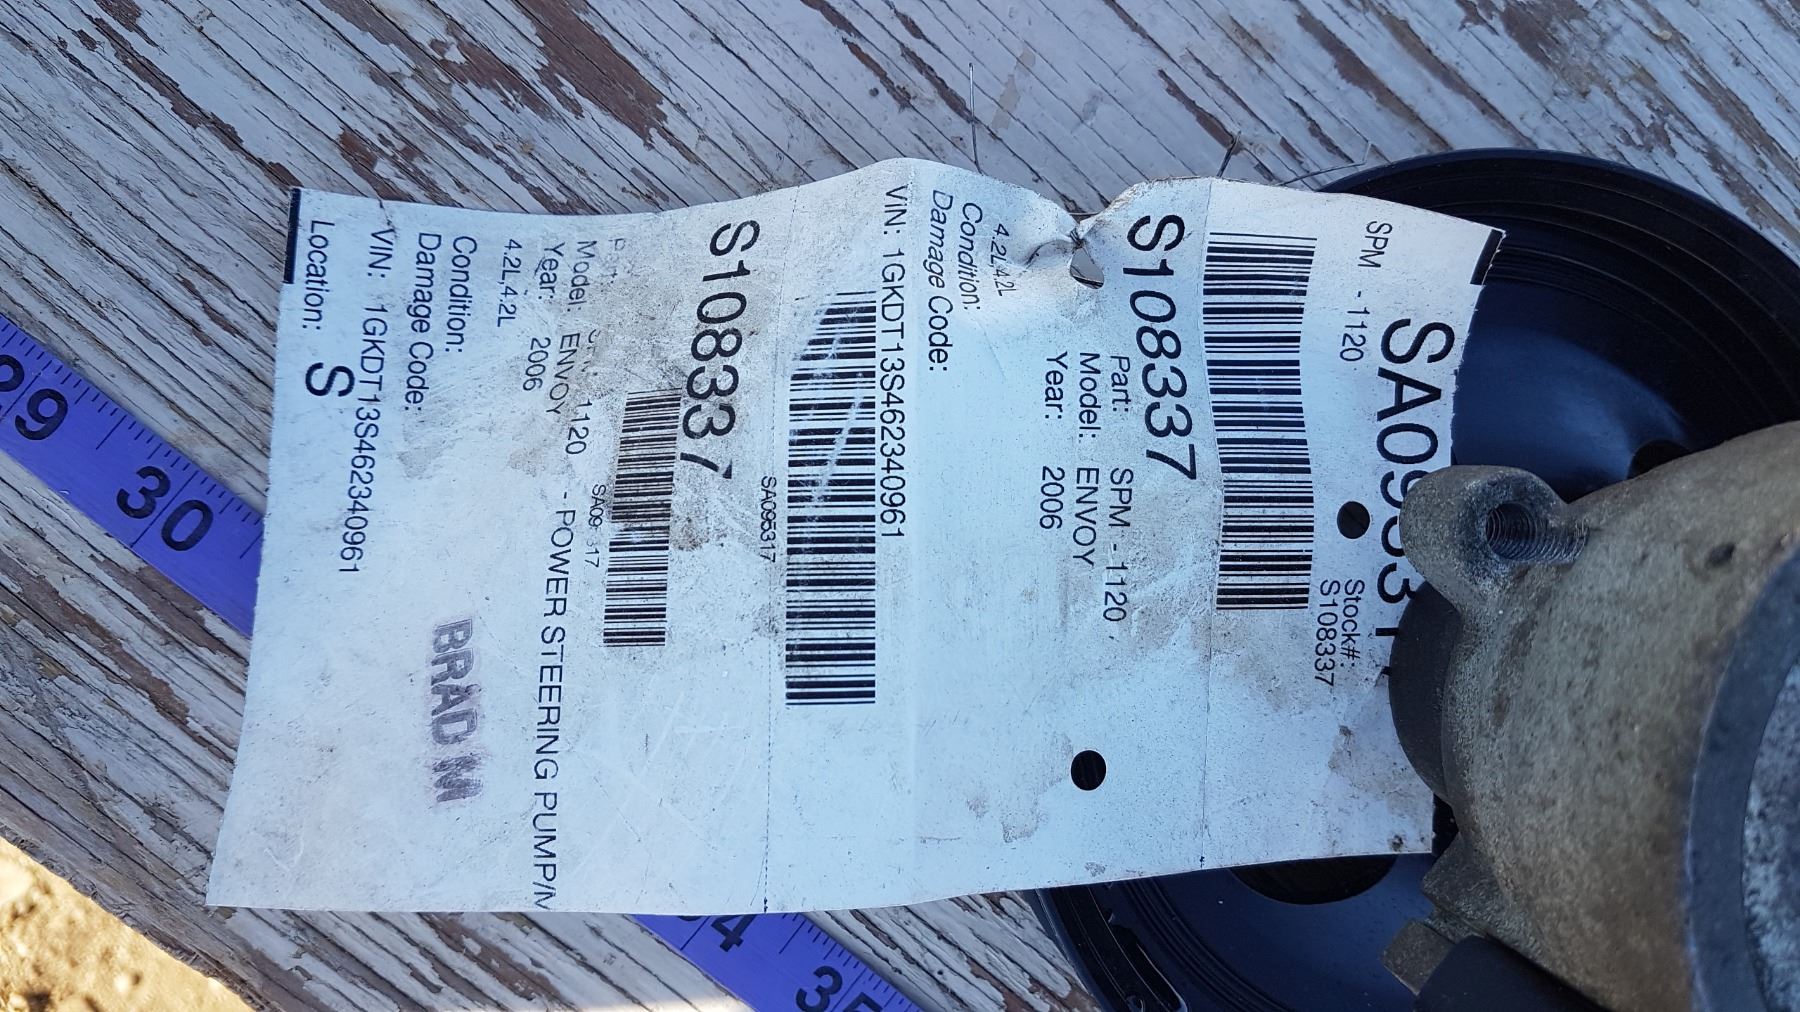 SPM -1120
SA0953
Stock#:
S108337
S108337
Part: SPM -1120
Model: ENVOY
Year: 2006
4.2L,4.2L
Condition:
Damage Code:
VIN: 1GKDT13S462340961
SA095317
S108337
1120 - POWER STEERING PUMP/M
Model: ENVOY
Year: 2006
4.2L,4.2L
Condition:
Damage Code:
VIN: 1GKDT13S462340961
Location: S
BRAD M
29 30
34 35